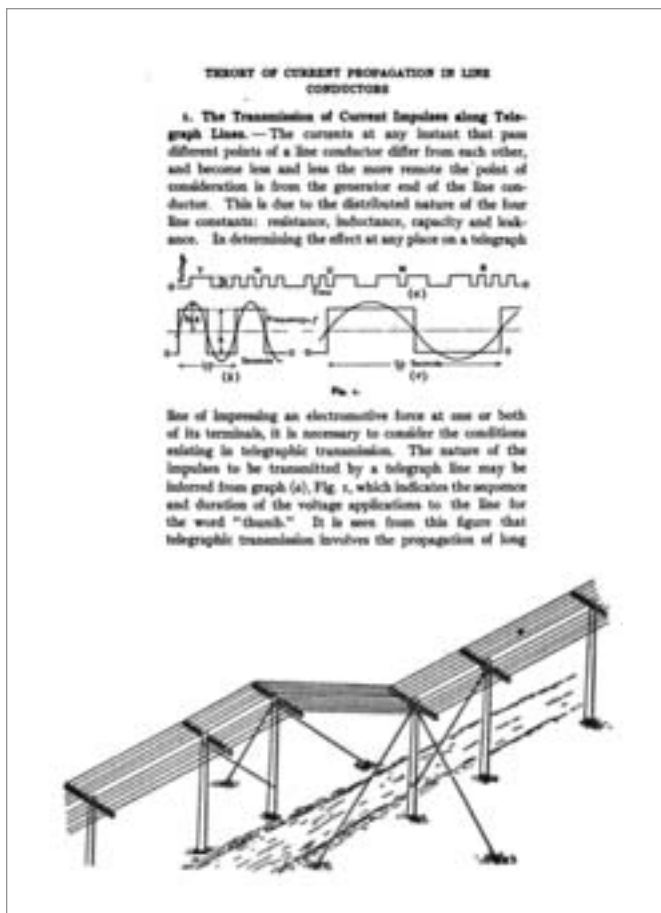 THEORY OF CURRENT PROPAGATION IN LINE
CONDUCTORS
1. The Transmission of Current Impulses along Tele-
graph Lines. — The currents at any instant that pass
different points of a line conductor differ from each other,
and become less and less the more remote the point of
consideration is from the generator end of the line con-
ductor. This is due to the distributed nature of the four
line constants: resistance, inductance, capacity and leak-
ance. In determining the effect at any place on a telegraph
T H U M B
Time (a)
Frequency = f
Seconds
Seconds
(b) (c)
Fig. 1.
line of impressing an electromotive force at one or both
of its terminals, it is necessary to consider the conditions
existing in telegraphic transmission. The nature of the
impulses to be transmitted by a telegraph line may be
inferred from graph (a), Fig. 1, which indicates the sequence
and duration of the voltage applications to the line for
the word "thumb." It is seen from this figure that
telegraphic transmission involves the propagation of long